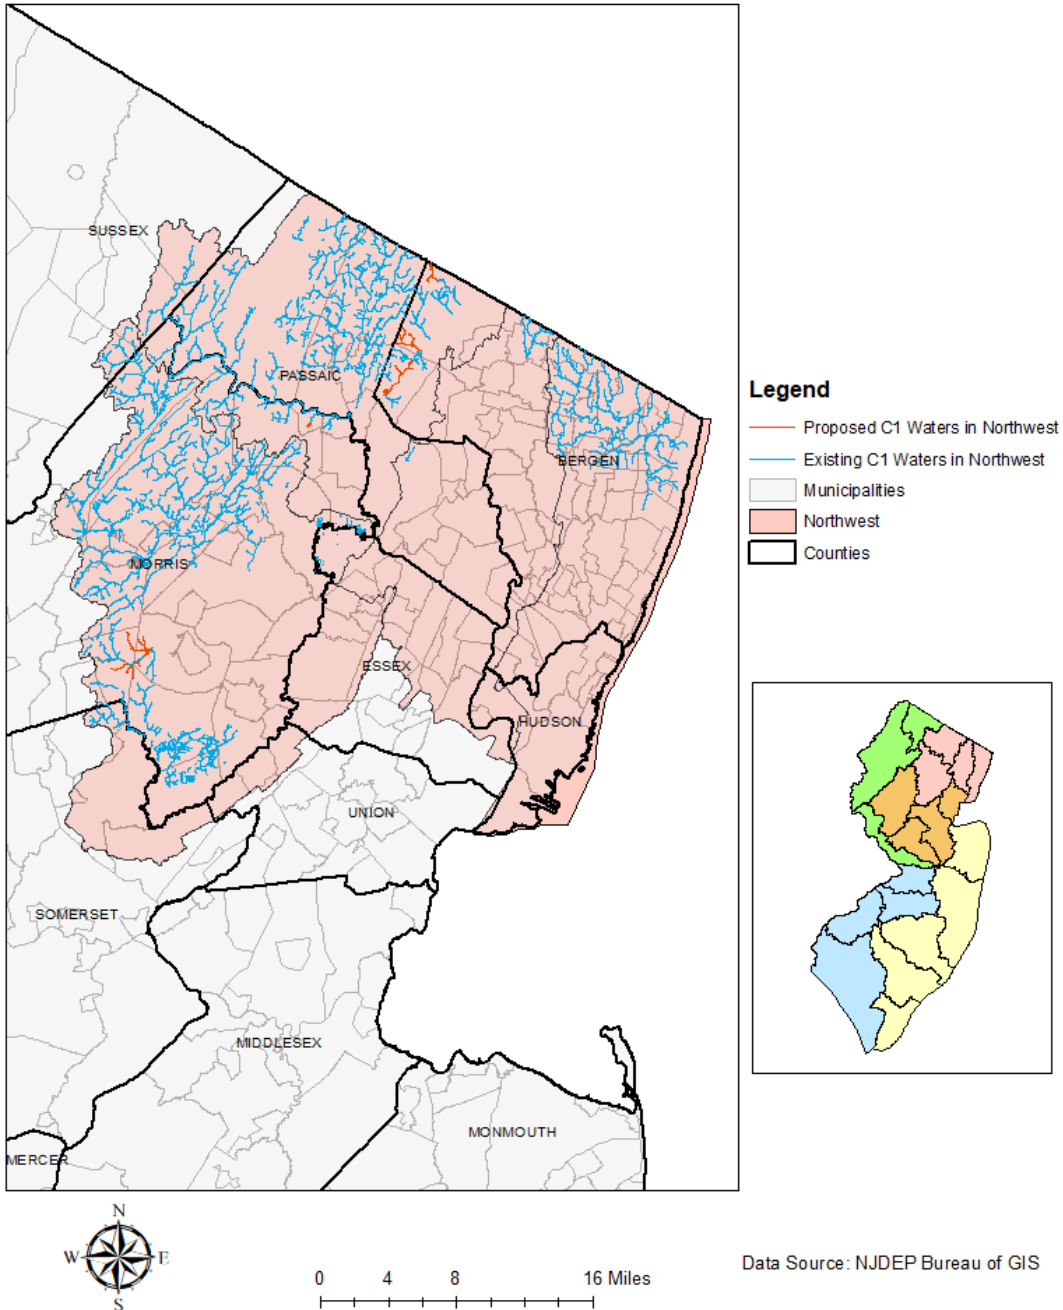 SUSSEX
PASSAIC
BERGEN
MORRIS
ESSEX
HUDSON
UNION
SOMERSET
MIDDLESEX
MONMOUTH
MERCER
Legend
Proposed C1 Waters in Northwest
Existing C1 Waters in Northwest
Municipalities
Northwest
Counties
N
W E
S
0 4 8 16 Miles
Data Source: NJDEP Bureau of GIS